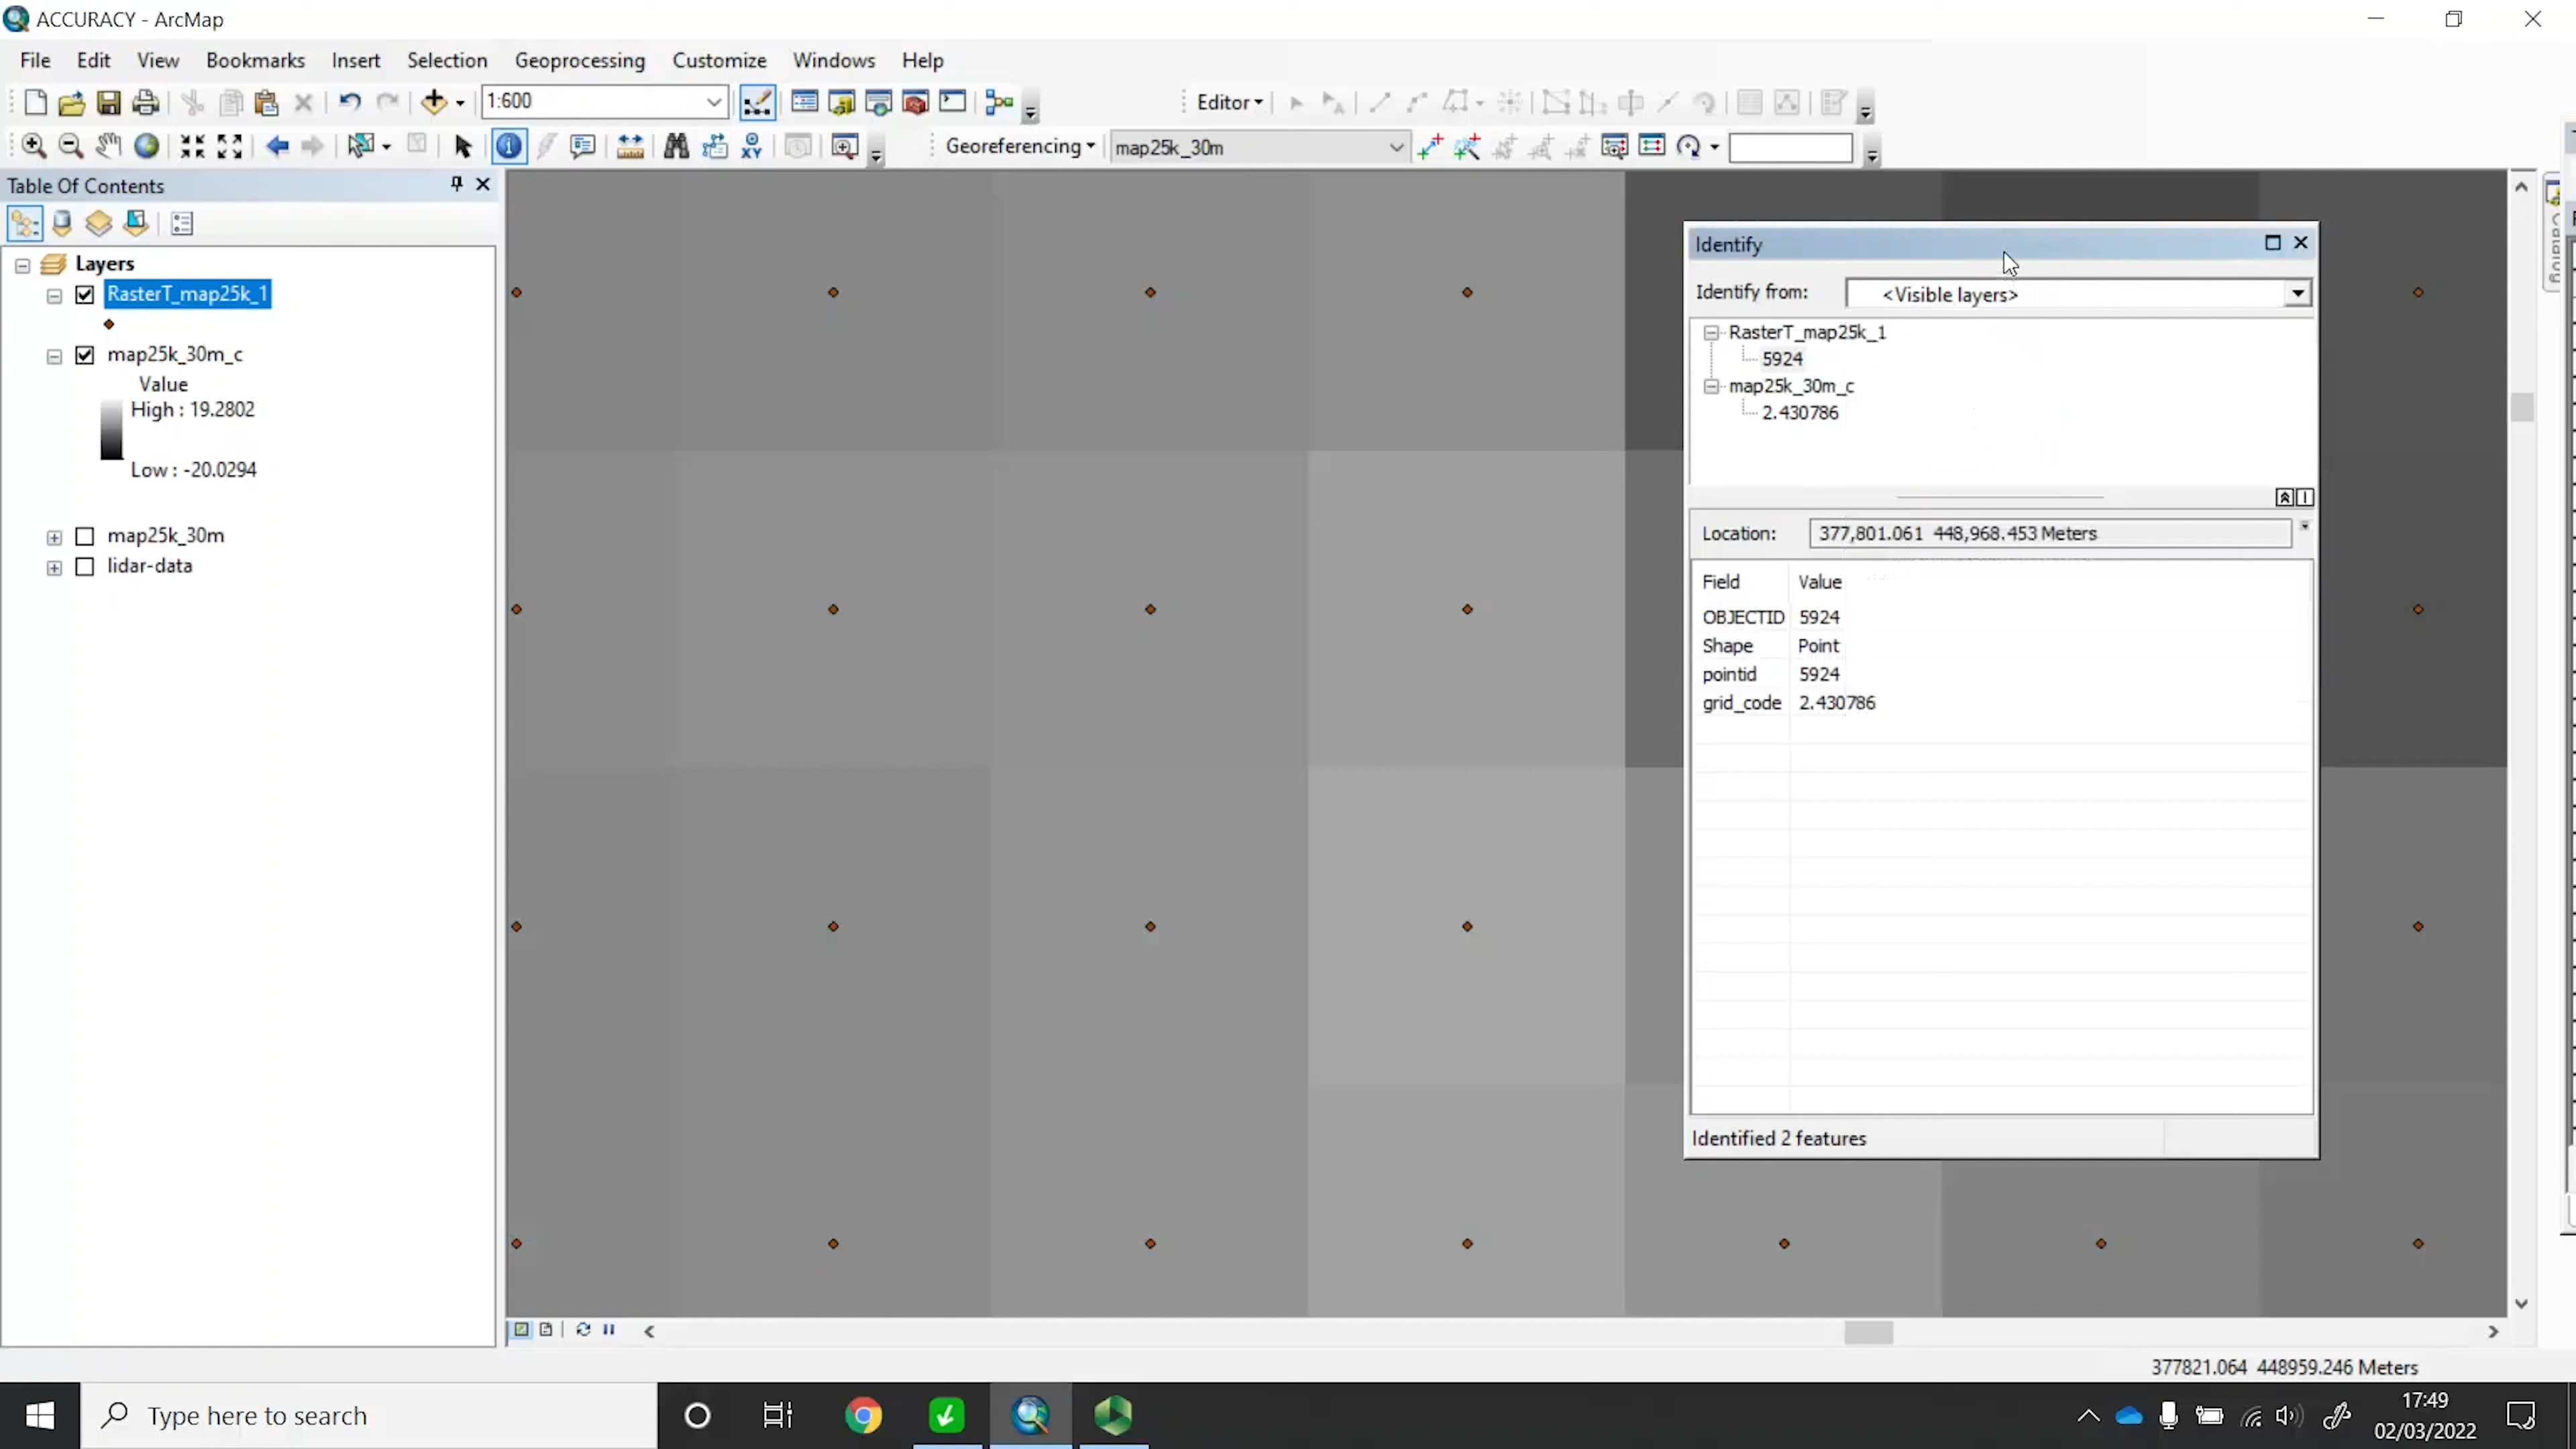 ACCURACY - ArcMap
File Edit View Bookmarks Insert Selection Geoprocessing Customize Windows Help
1:600
Editor
XY
Georeferencing
map25k_30m
Table Of Contents
Layers
RasterT_map25k_1
map25k_30m_c
Value
High : 19.2802
Low : -20.0294
map25k_30m
lidar-data
Identify
Identify from: <Visible layers>
RasterT_map25k_1
5924
map25k_30m_c
2.430786
Location: 377,801.061 448,968.453 Meters
Field Value
OBJECTID 5924
Shape Point
pointid 5924
grid_code 2.430786
Identified 2 features
377821.064 448959.246 Meters
Type here to search
17:49
02/03/2022